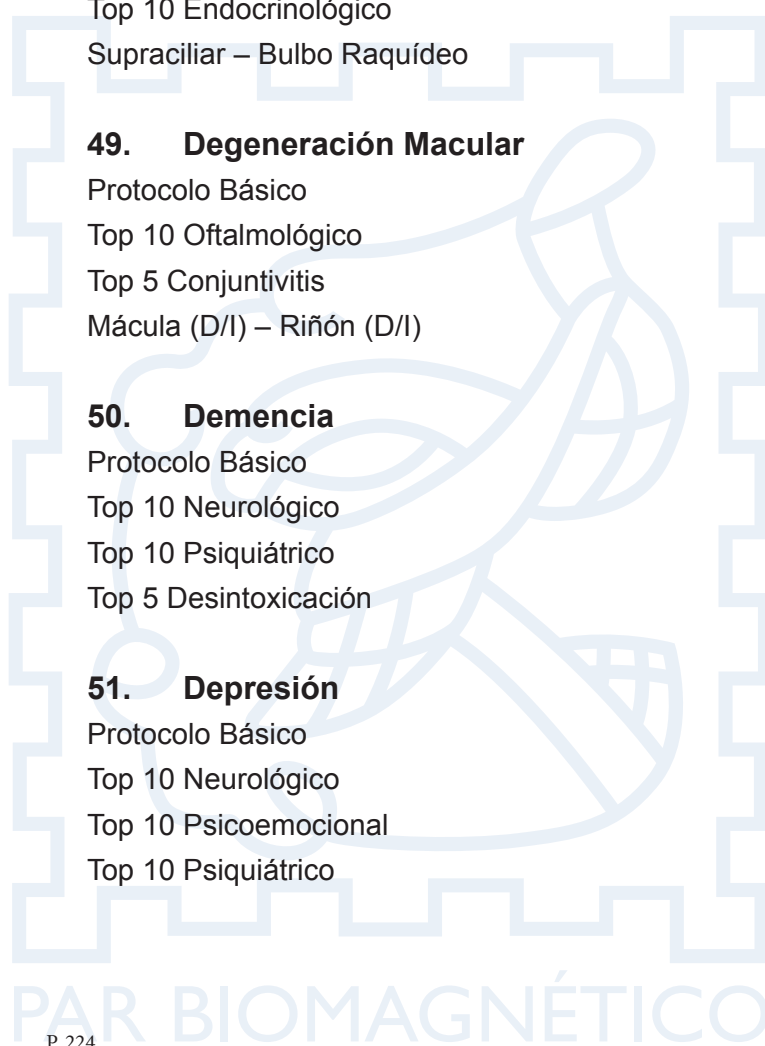 Top 10 Endocrinológico
Supraciliar – Bulbo Raquídeo
49. Degeneración Macular
Protocolo Básico
Top 10 Oftalmológico
Top 5 Conjuntivitis
Mácula (D/I) – Riñón (D/I)
50. Demencia
Protocolo Básico
Top 10 Neurológico
Top 10 Psiquiátrico
Top 5 Desintoxicación
51. Depresión
Protocolo Básico
Top 10 Neurológico
Top 10 Psicoemocional
Top 10 Psiquiátrico
PAR BIOMAGNÉTICO
P. 224